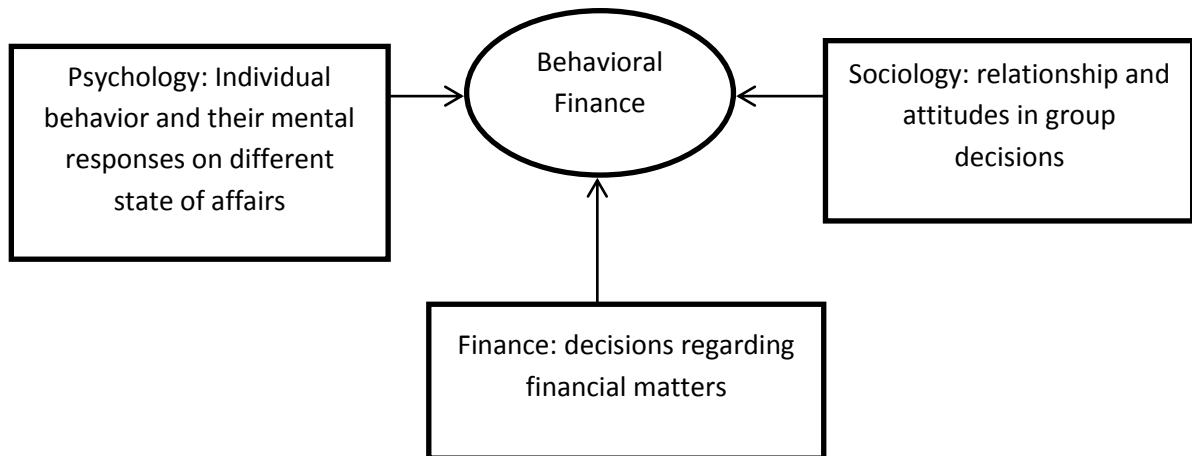 Psychology: Individual
behavior and their mental
responses on different
state of affairs
Behavioral
Finance
Sociology: relationship and
attitudes in group
decisions
Finance: decisions regarding
financial matters